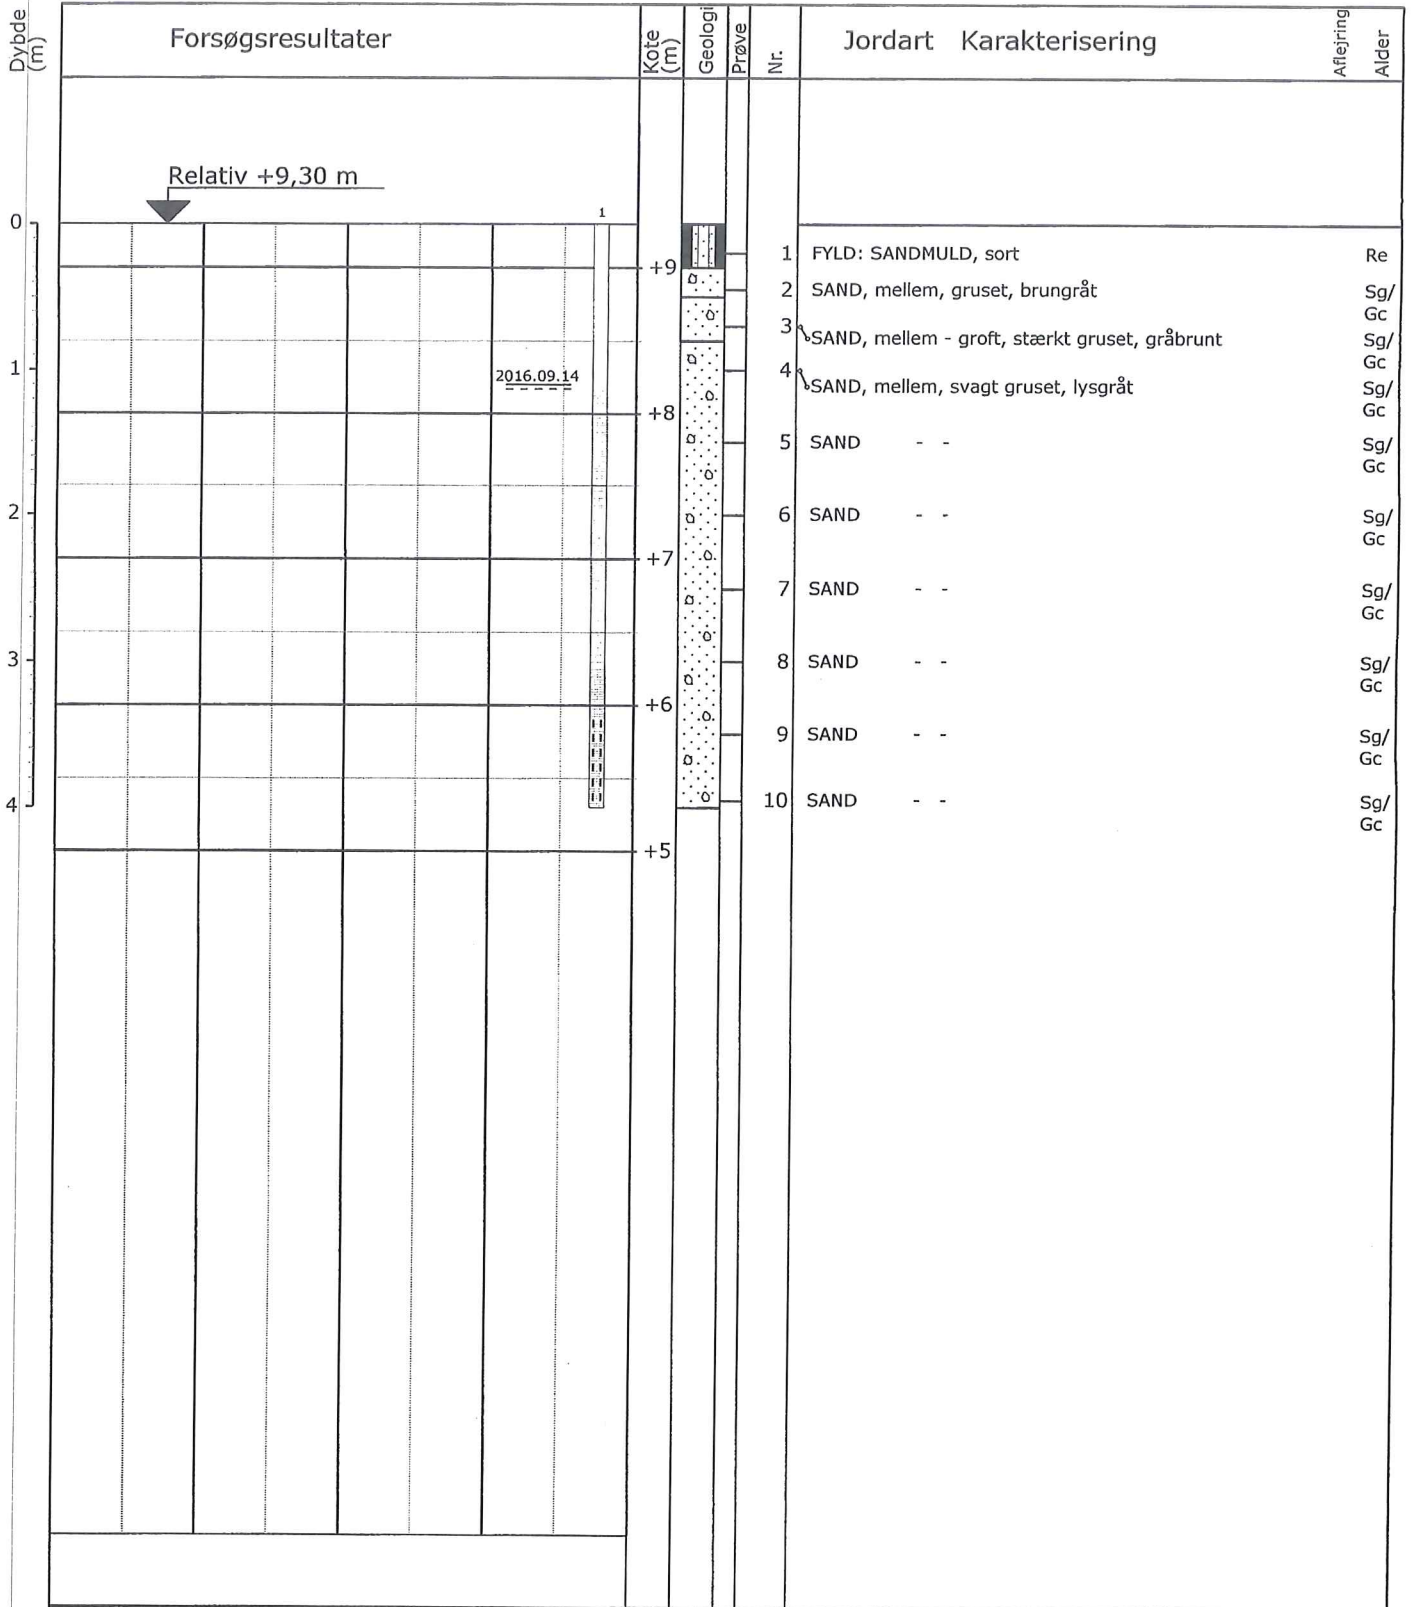 Dybde (m)
Forsøgsresultater
Kote (m)
Geologi
Prøve
Nr.
Jordart Karakterisering
Aflejring
Alder
Relativ +9,30 m
0
1
1 FYLD: SANDMULD, sort Re
+9
2 SAND, mellem, gruset, brungråt Sg/
Gc
3 SAND, mellem - groft, stærkt gruset, gråbrunt Sg/
Gc
1
2016.09.14
4 SAND, mellem, svagt gruset, lysgråt Sg/
Gc
+8
5 SAND - - Sg/
Gc
2
6 SAND - - Sg/
Gc
+7
7 SAND - - Sg/
Gc
3
8 SAND - - Sg/
Gc
+6
9 SAND - - Sg/
Gc
4
10 SAND - - Sg/
Gc
+5